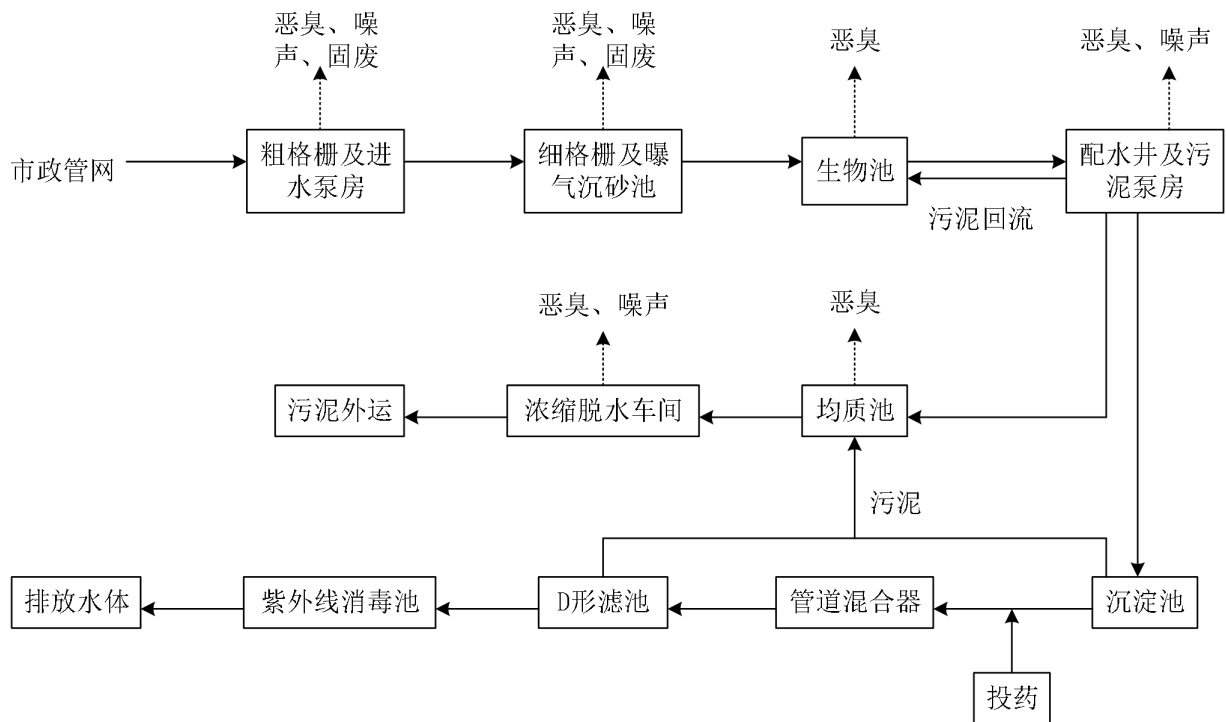 恶臭、噪
声、固废
恶臭、噪
声、固废
恶臭
恶臭、噪声
市政管网
粗格栅及进
水泵房
细格栅及曝
气沉砂池
生物池
配水井及污
泥泵房
污泥回流
恶臭、噪声
恶臭
污泥外运
浓缩脱水车间
均质池
污泥
排放水体
紫外线消毒池
D形滤池
管道混合器
沉淀池
投药